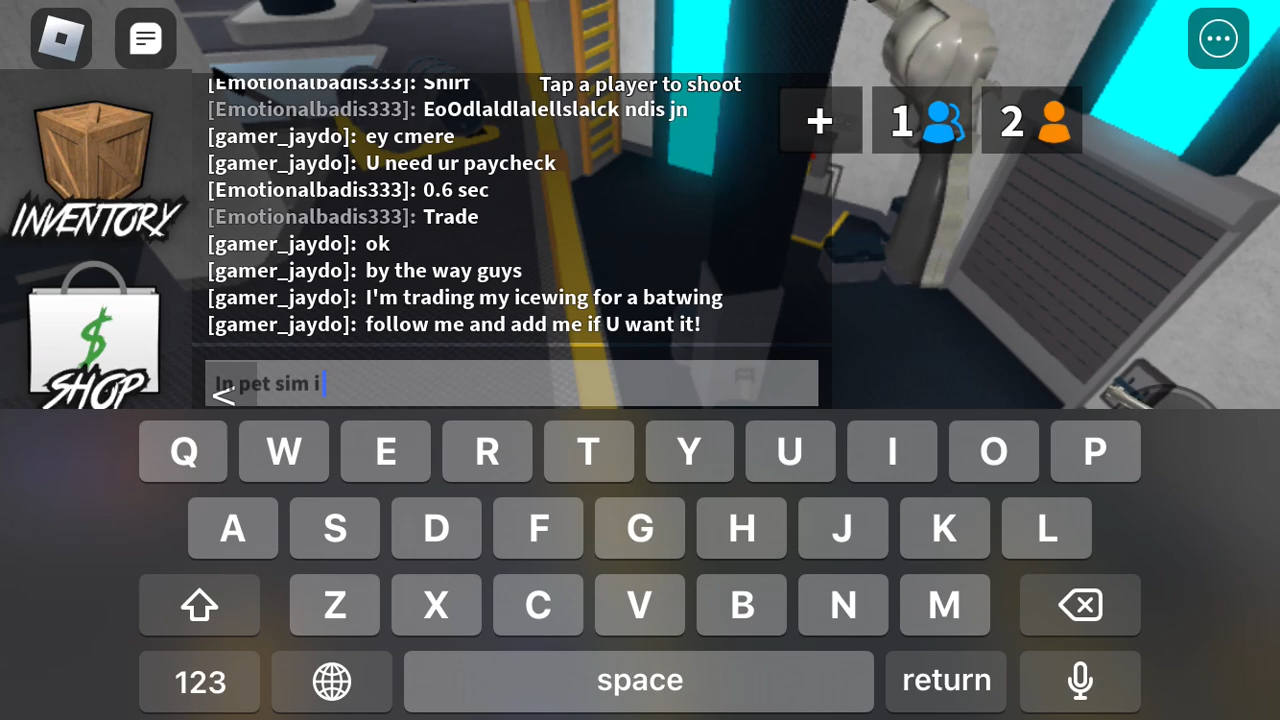 [Emotionalbadis333]: Shirt
Tap a player to shoot
[Emotionalbadis333]: EoOdlaldlalellslalck ndis jn
[gamer_jaydo]: ey cmere
[gamer_jaydo]: U need ur paycheck
[Emotionalbadis333]: 0.6 sec
[Emotionalbadis333]: Trade
[gamer_jaydo]: ok
[gamer_jaydo]: by the way guys
[gamer_jaydo]: I'm trading my icewing for a batwing
[gamer_jaydo]: follow me and add me if U want it!
+ 1 2
INVENTORY
$
SHOP
In pet sim i
<
Q W E R T Y U I O P
A S D F G H J K L
Z X C V B N M
123 space return